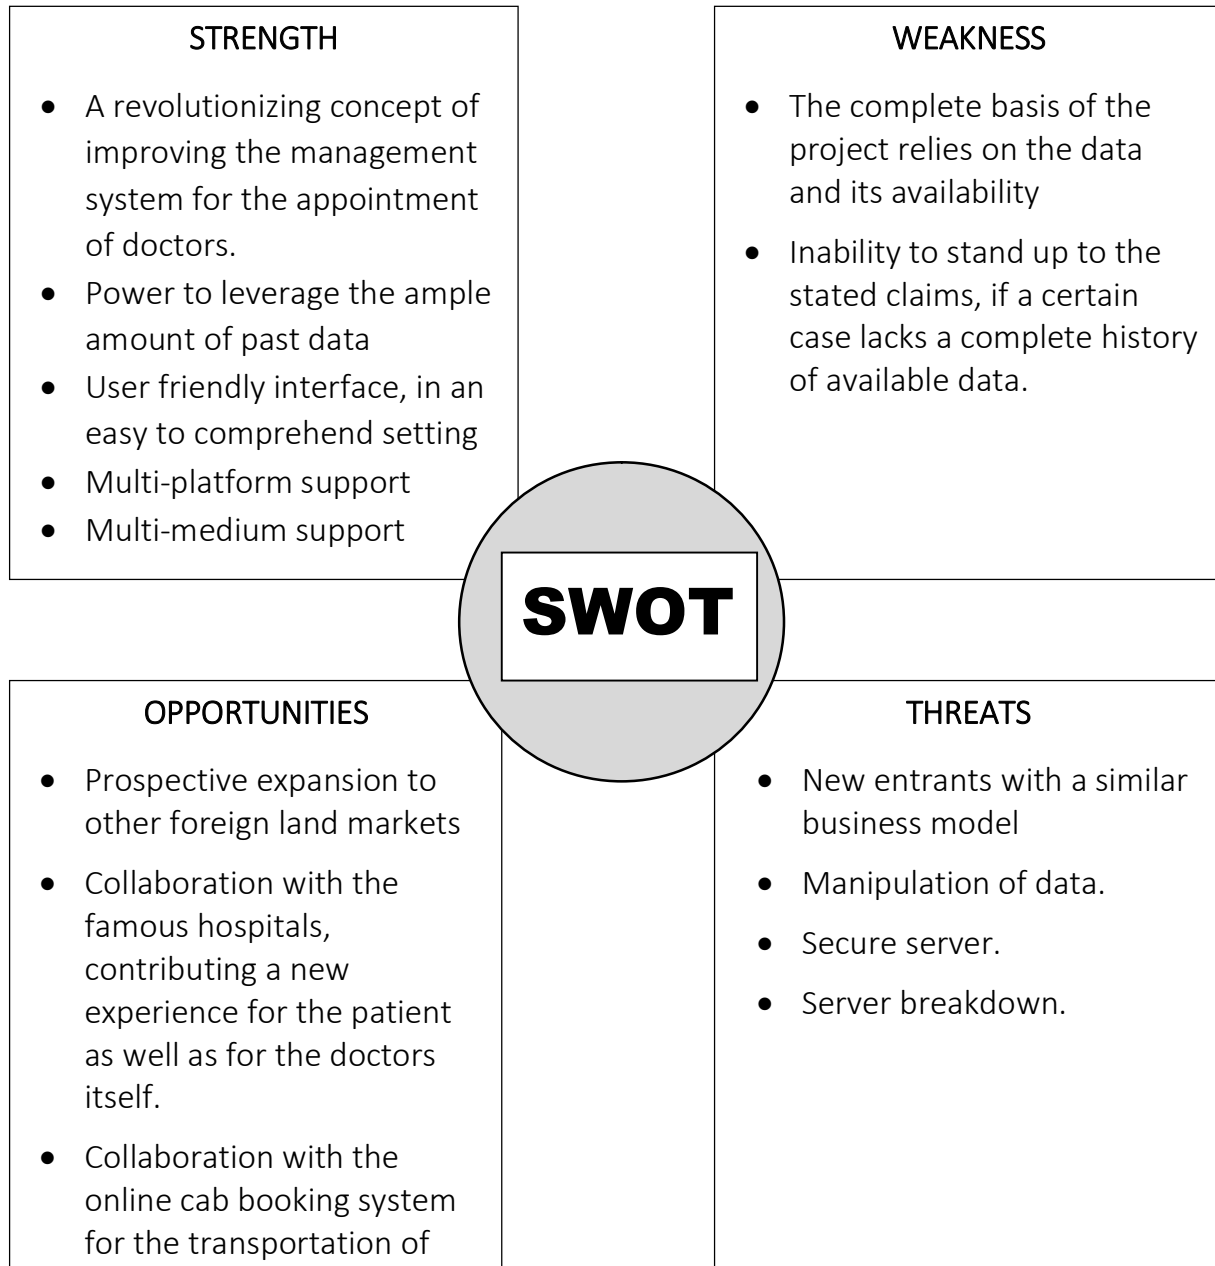 STRENGTH
• A revolutionizing concept of
improving the management
system for the appointment
of doctors.
• Power to leverage the ample
amount of past data
• User friendly interface, in an
easy to comprehend setting
• Multi-platform support
• Multi-medium support
WEAKNESS
• The complete basis of the
project relies on the data
and its availability
• Inability to stand up to the
stated claims, if a certain
case lacks a complete history
of available data.
SWOT
OPPORTUNITIES
• Prospective expansion to
other foreign land markets
• Collaboration with the
famous hospitals,
contributing a new
experience for the patient
as well as for the doctors
itself.
• Collaboration with the
online cab booking system
for the transportation of
THREATS
• New entrants with a similar
business model
• Manipulation of data.
• Secure server.
• Server breakdown.